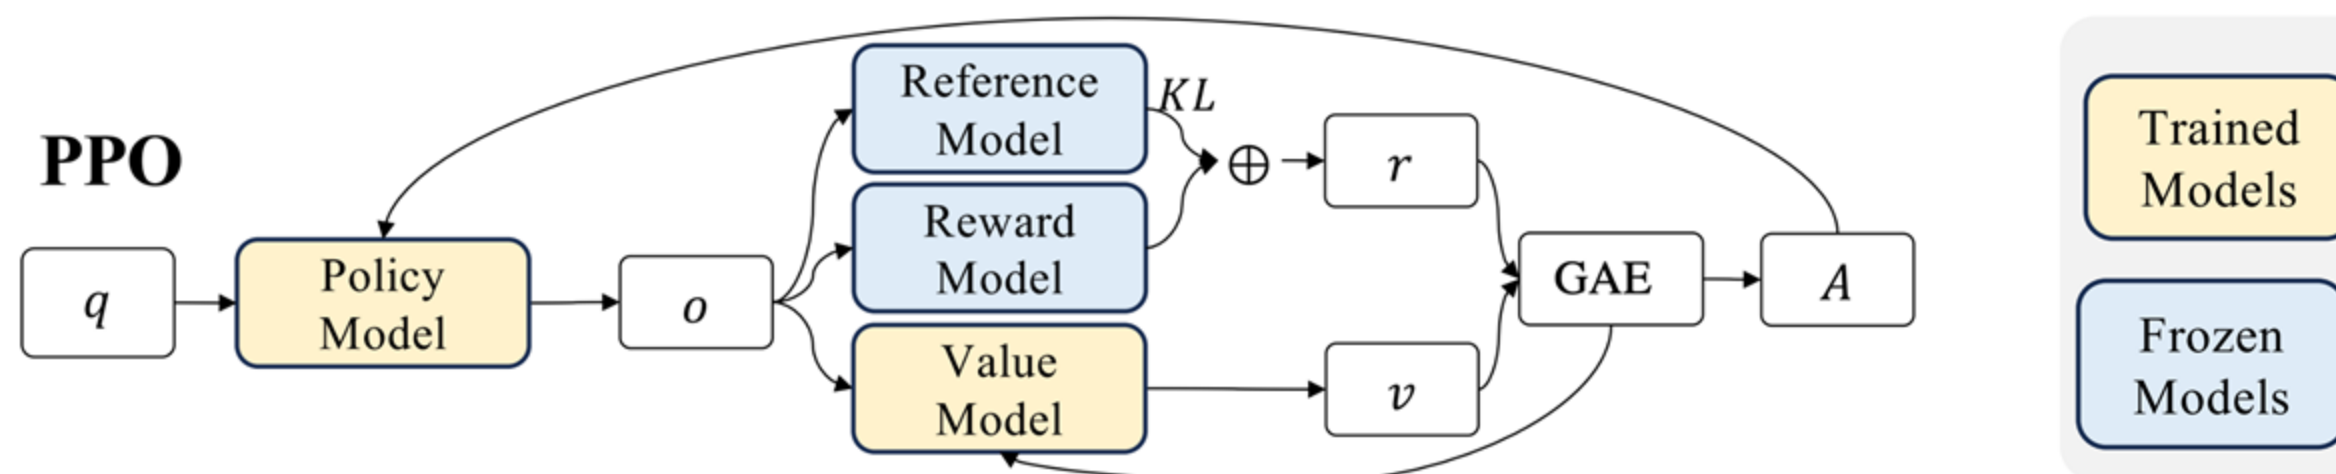 PPO
q
Policy
Model
o
Reference
Model
KL
Reward
Model
Value
Model
r
v
GAE
A
Trained
Models
Frozen
Models